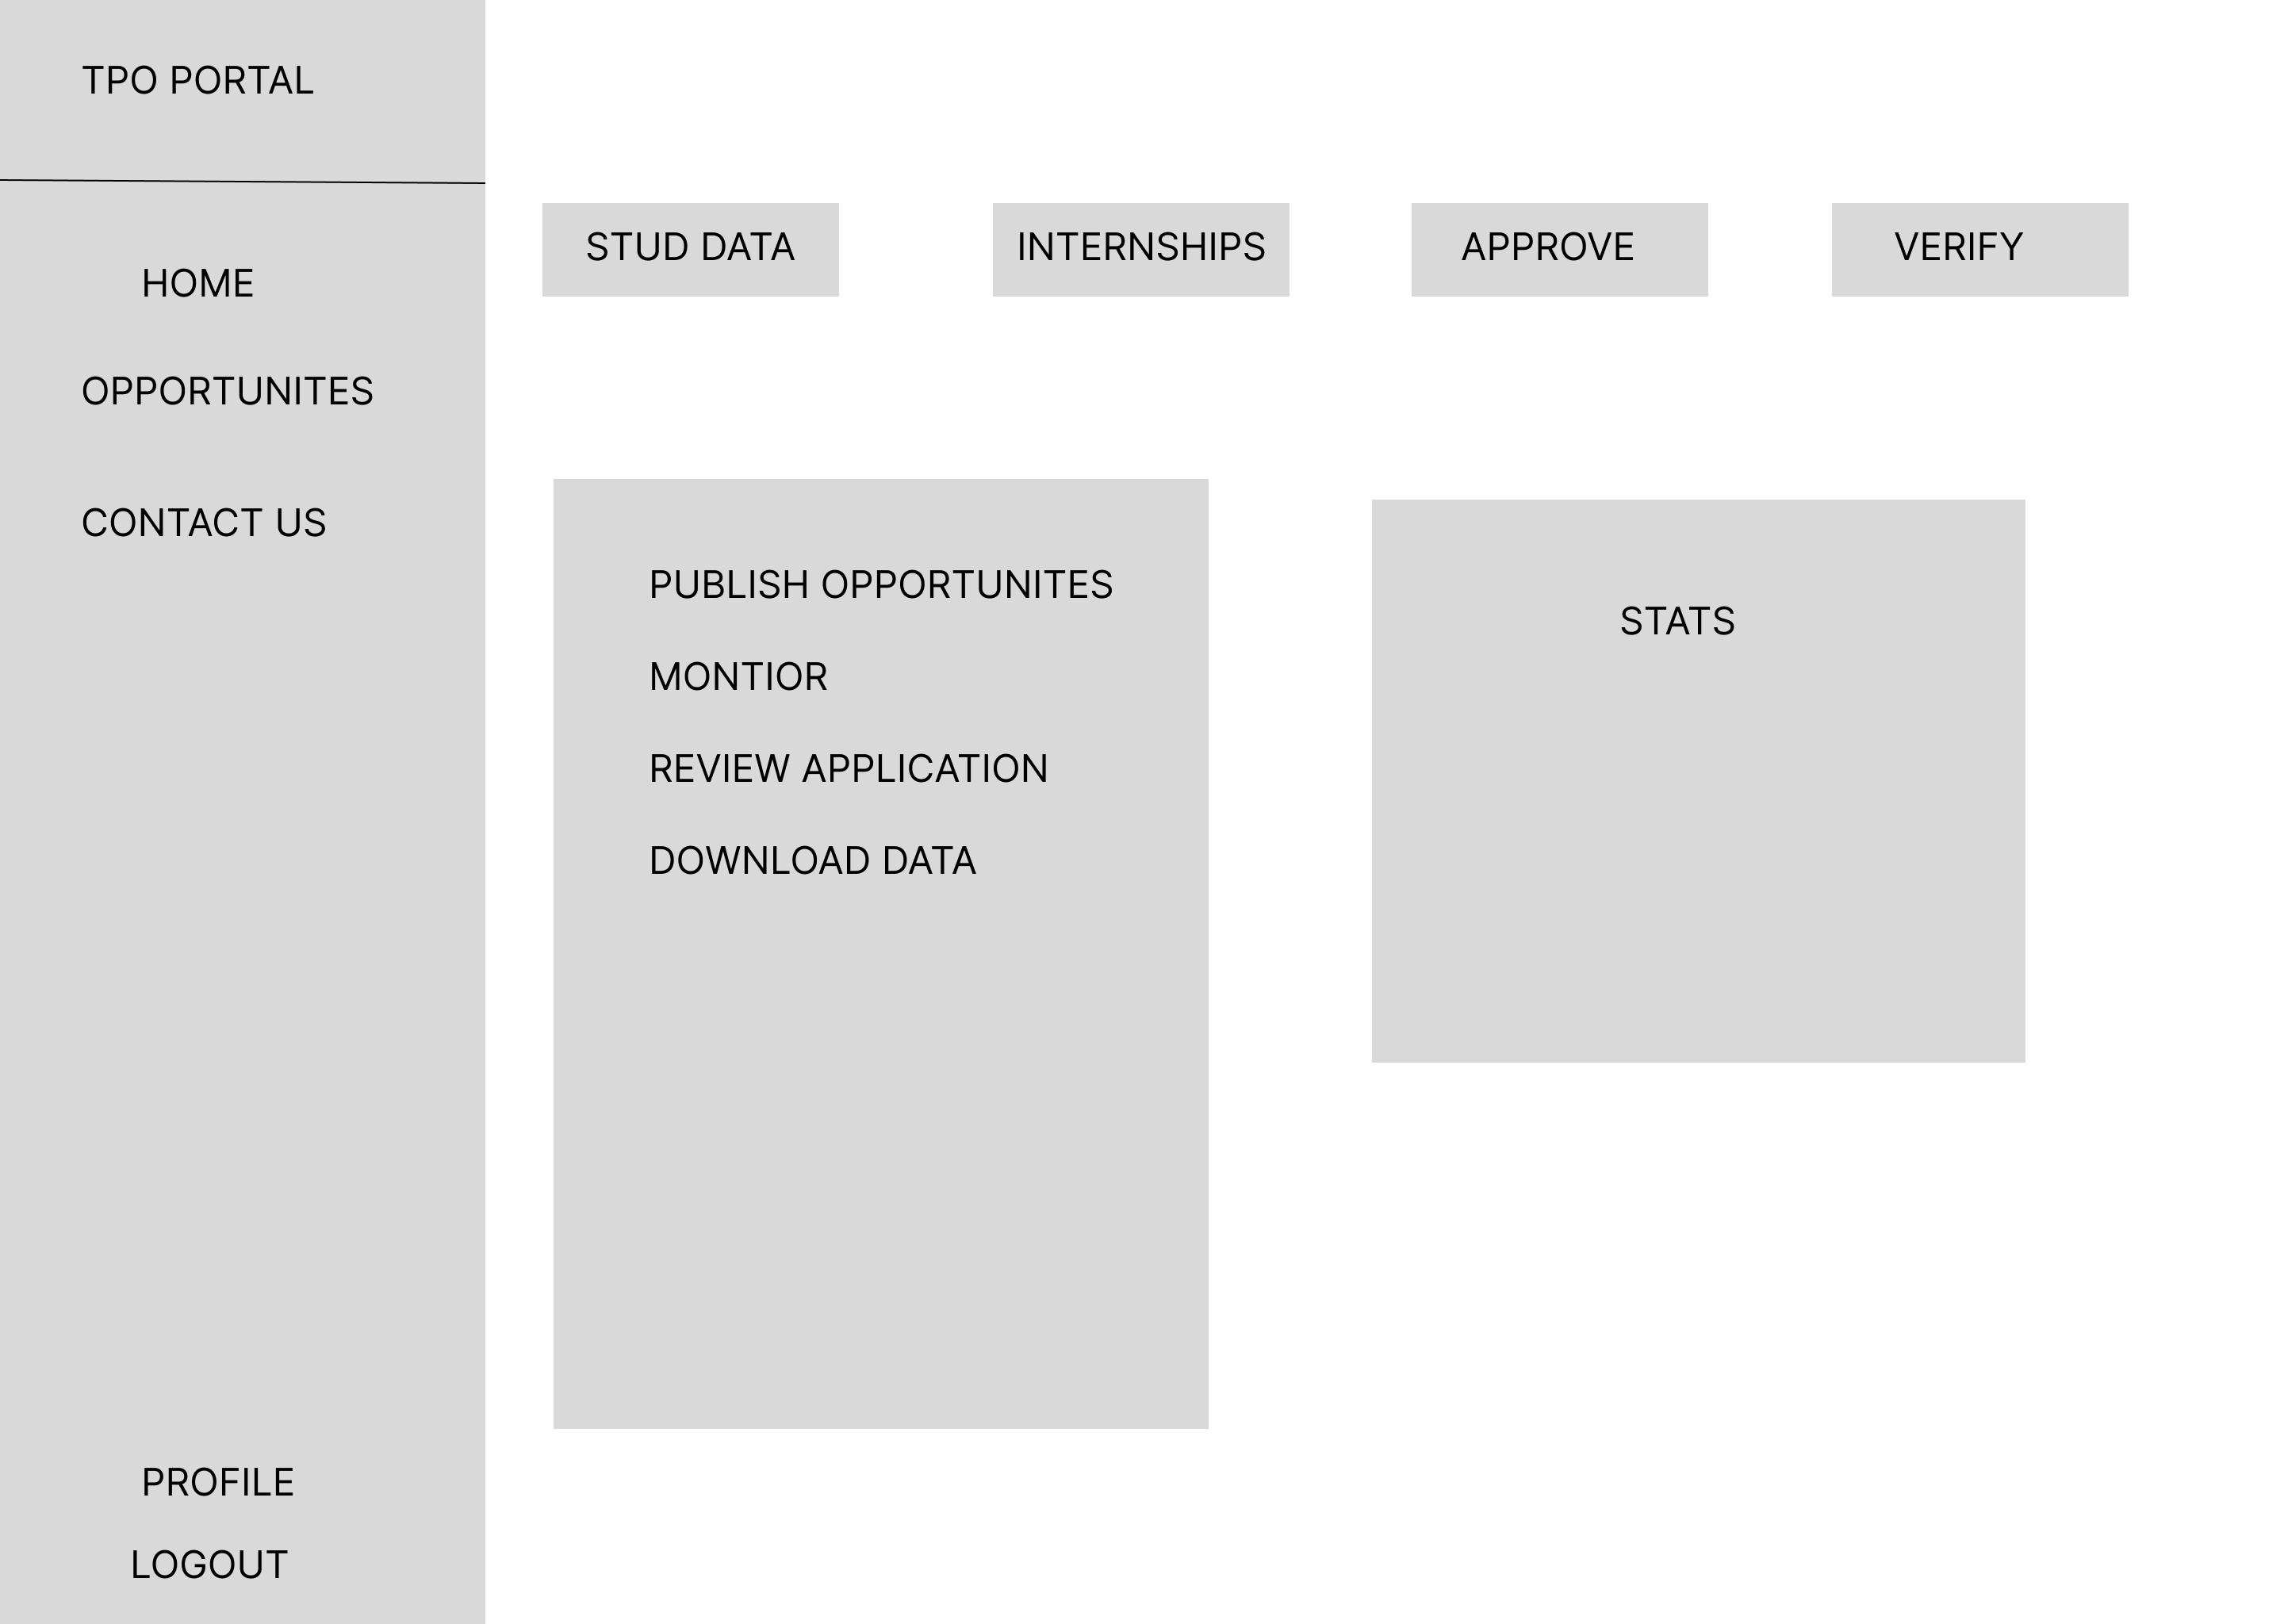 TPO PORTAL
HOME
OPPORTUNITES
CONTACT US
PROFILE
LOGOUT
STUD DATA
INTERNSHIPS
APPROVE
VERIFY
PUBLISH OPPORTUNITES
MONTIOR
REVIEW APPLICATION
DOWNLOAD DATA
STATS